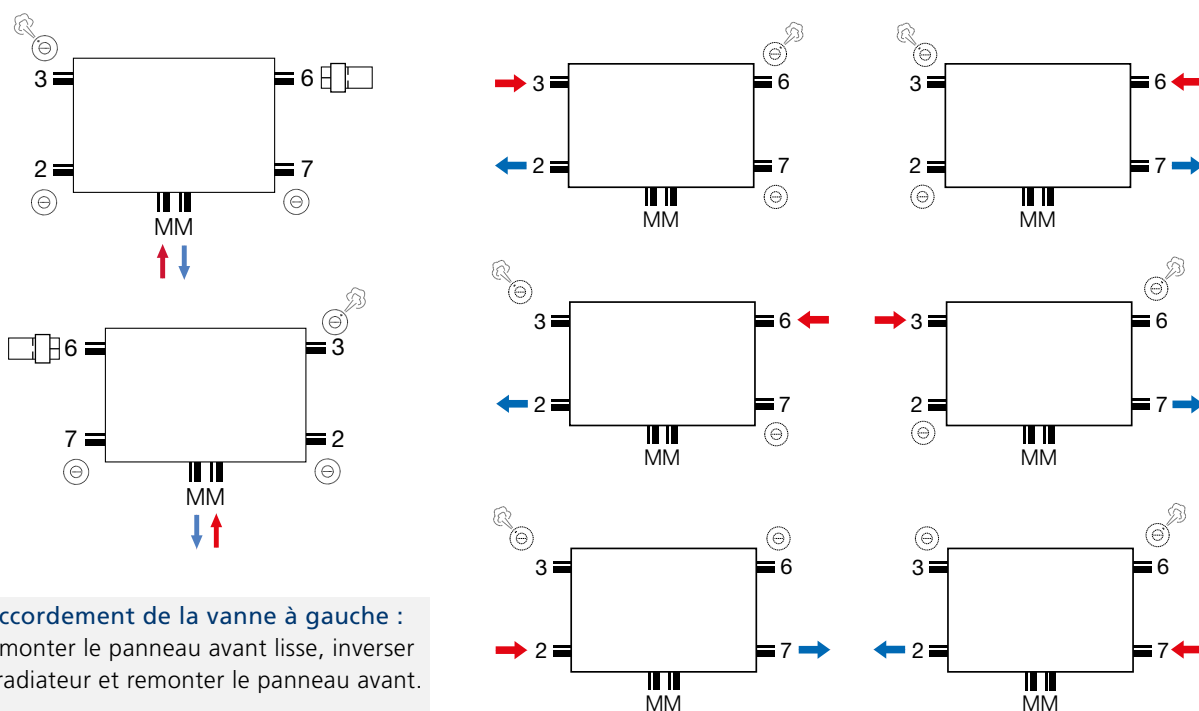 3 6
2 7
MM
6 3
7 2
MM
ccordement de la vanne à gauche :
monter le panneau avant lisse, inverser
radiateur et remonter le panneau avant.
3 6
2 7
MM
3 6
2 7
MM
3 6
2 7
MM
3 6
2 7
MM
3 6
2 7
MM
3 6
2 7
MM